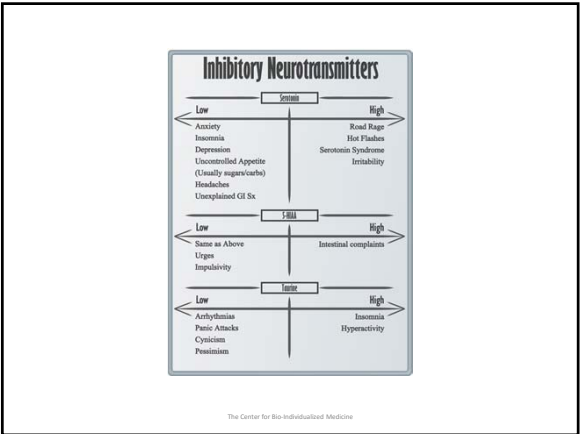 Inhibitory Neurotransmitters
Serotonin
Low High
Anxiety Road Rage
Insomnia Hot Flashes
Depression Serotonin Syndrome
Uncontrolled Appetite Irritability
(Usually sugars/carbs)
Headaches
Unexplained GI Sx
5-HIAA
Low High
Same as Above Intestinal complaints
Urges
Impulsivity
Taurine
Low High
Arrhythmias Insomnia
Panic Attacks Hyperactivity
Cynicism
Pessimism
The Center for Bio-Individualized Medicine